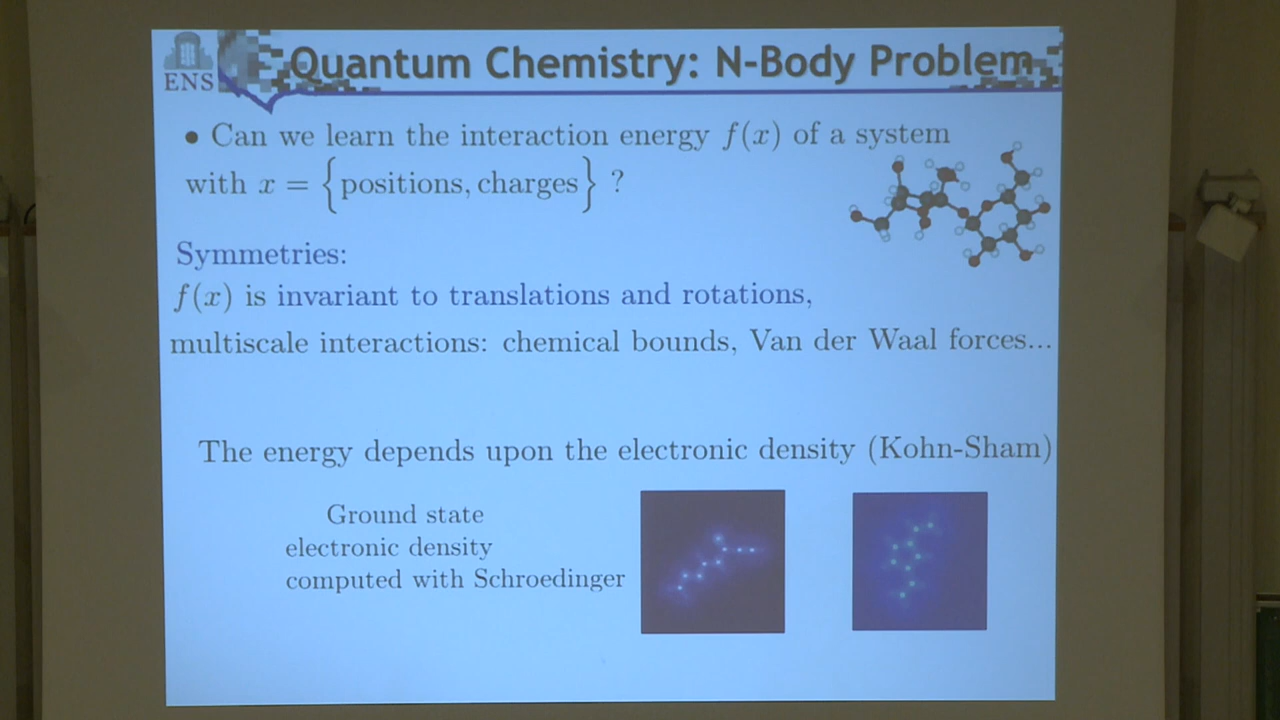 ENS
Quantum Chemistry: N-Body Problem
• Can we learn the interaction energy f(x) of a system
with x = {positions, charges} ?
Symmetries:
f(x) is invariant to translations and rotations,
multiscale interactions: chemical bounds, Van der Waal forces...
The energy depends upon the electronic density (Kohn-Sham)
Ground state
electronic density
computed with Schroedinger